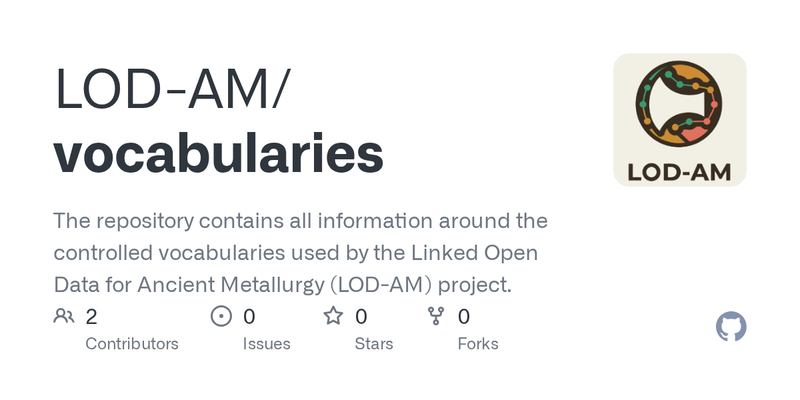 LOD-AM/
vocabularies
LOD-AM
The repository contains all information around the
controlled vocabularies used by the Linked Open
Data for Ancient Metallurgy (LOD-AM) project.
2 0 0 0
Contributors Issues Stars Forks